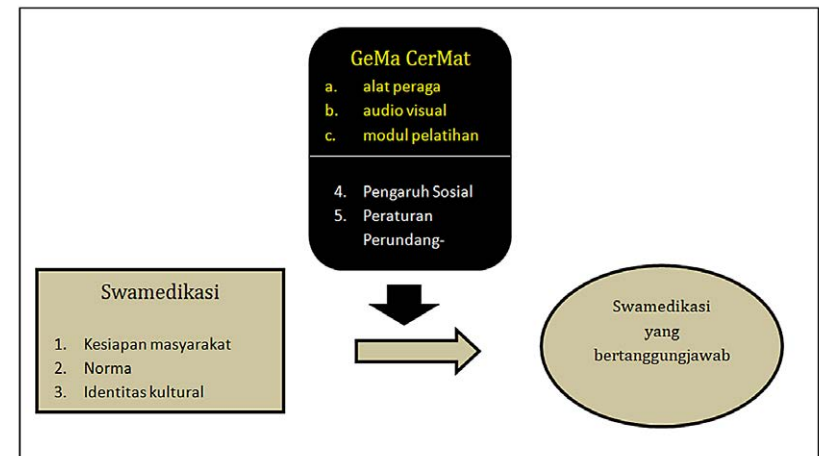 GeMa CerMat
a. alat peraga
b. audio visual
c. modul pelatihan
4. Pengaruh Sosial
5. Peraturan
Perundang-
Swamedikasi
1. Kesiapan masyarakat
2. Norma
3. Identitas kultural
Swamedikasi
yang
bertanggungjawab